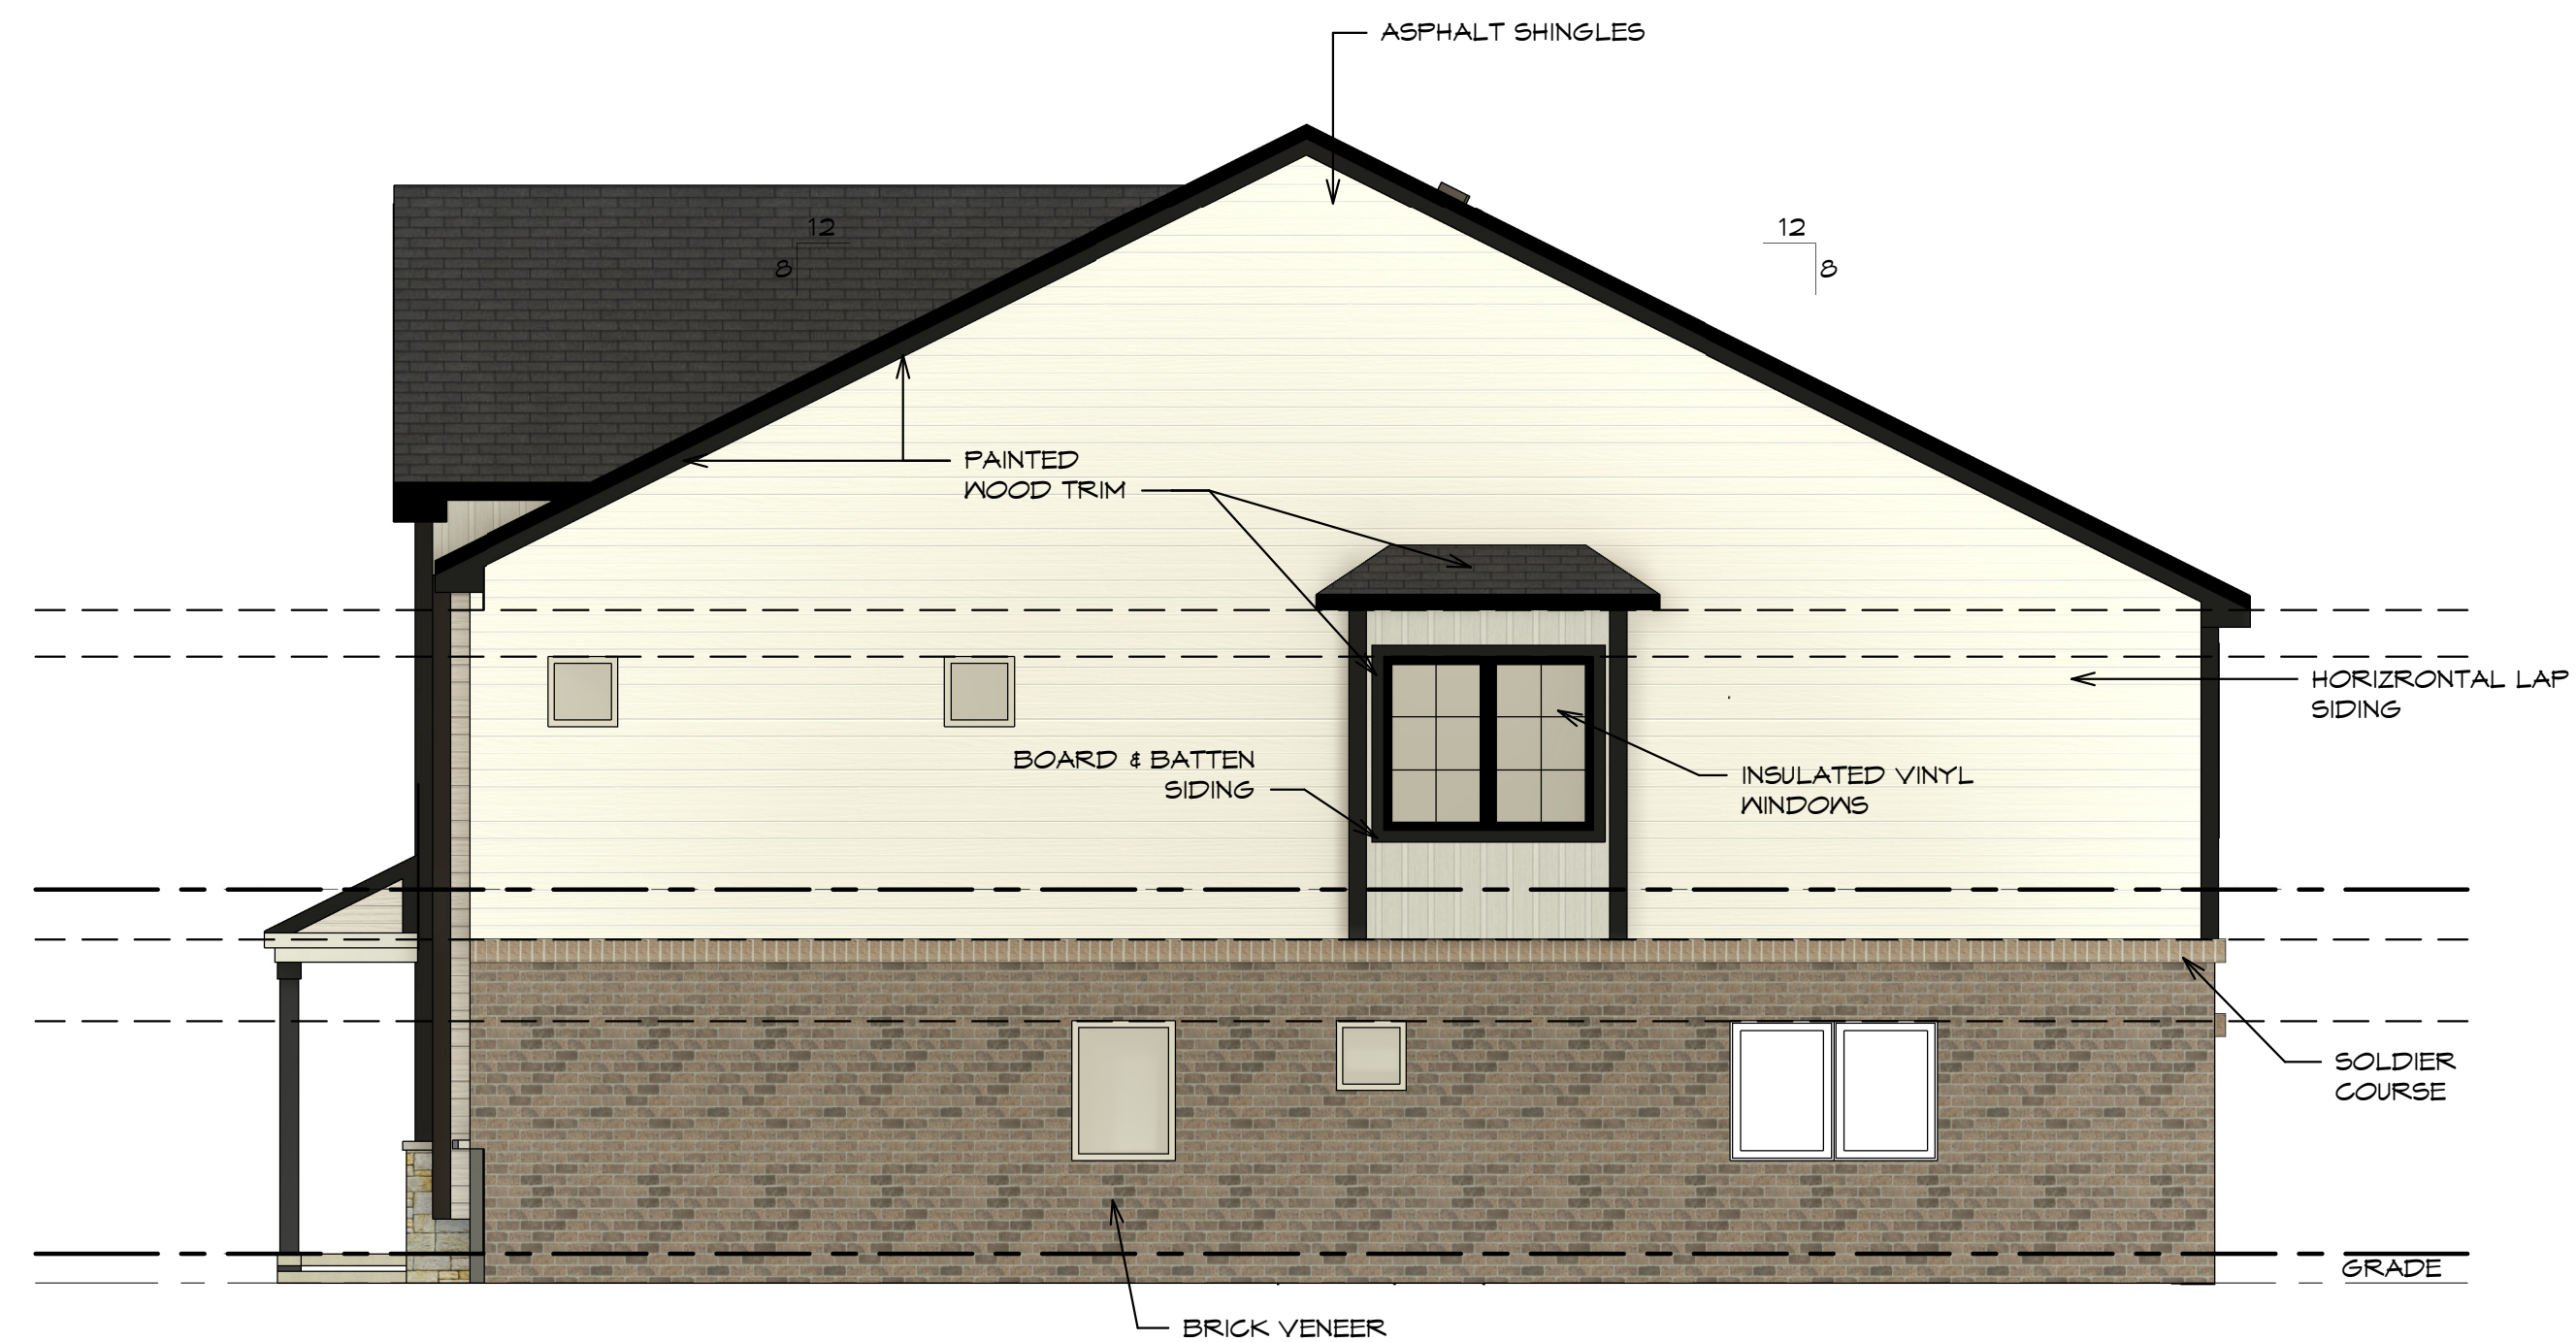 ASPHALT SHINGLES
12
8
12
8
PAINTED
WOOD TRIM
HORIZRONTAL LAP
SIDING
BOARD & BATTEN
SIDING
INSULATED VINYL
WINDOWS
SOLDIER
COURSE
GRADE
BRICK VENEER